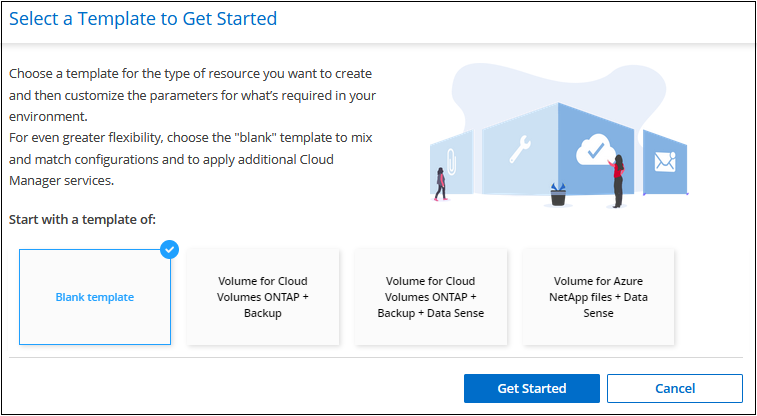 Select a Template to Get Started
Choose a template for the type of resource you want to create
and then customize the parameters for what's required in your
environment.
For even greater flexibility, choose the "blank" template to mix
and match configurations and to apply additional Cloud
Manager services.
Start with a template of:
Blank template
Volume for Cloud
Volumes ONTAP +
Backup
Volume for Cloud
Volumes ONTAP +
Backup + Data Sense
Volume for Azure
NetApp files + Data
Sense
Get Started
Cancel